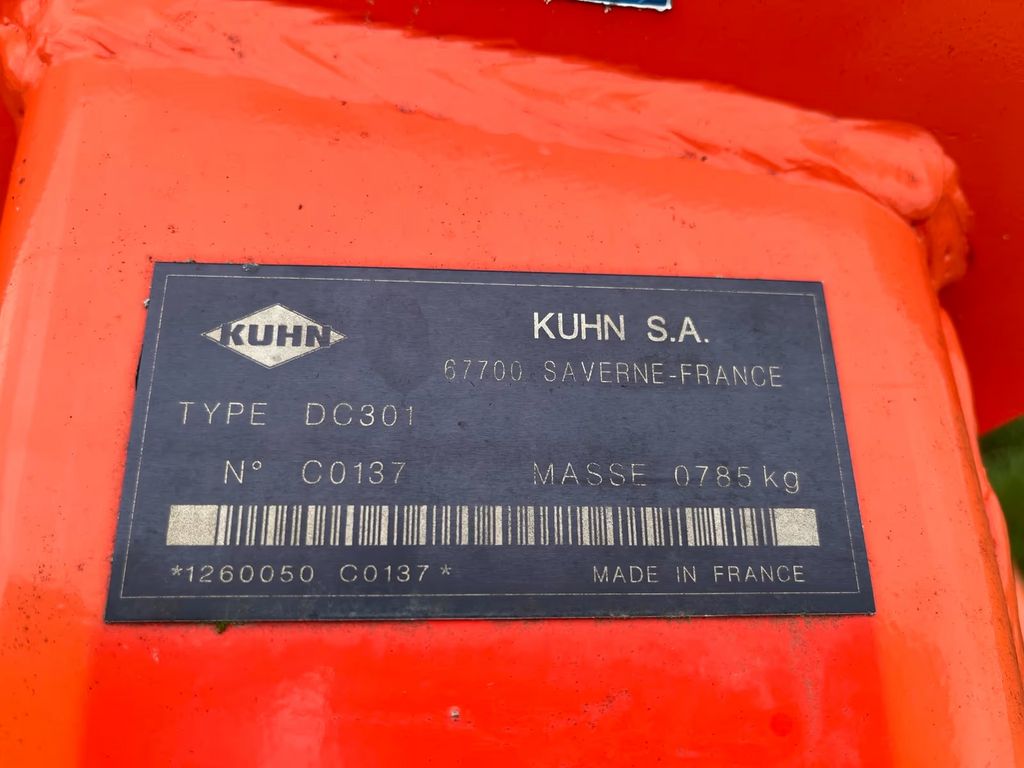 KUHN
KUHN S.A.
67700 SAVERNE-FRANCE
TYPE DC301
N° C0137 MASSE 0785 kg
*1260050 C0137* MADE IN FRANCE